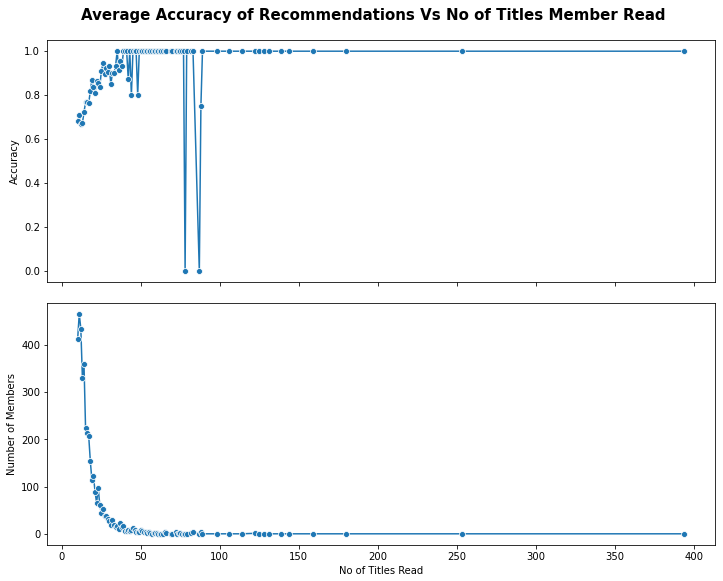 Average Accuracy of Recommendations Vs No of Titles Member Read
1.0
0.8
0.6
0.4
0.2
0.0
Accuracy
400
300
200
100
0
Number of Members
0 50 100 150 200 250 300 350 400
No of Titles Read